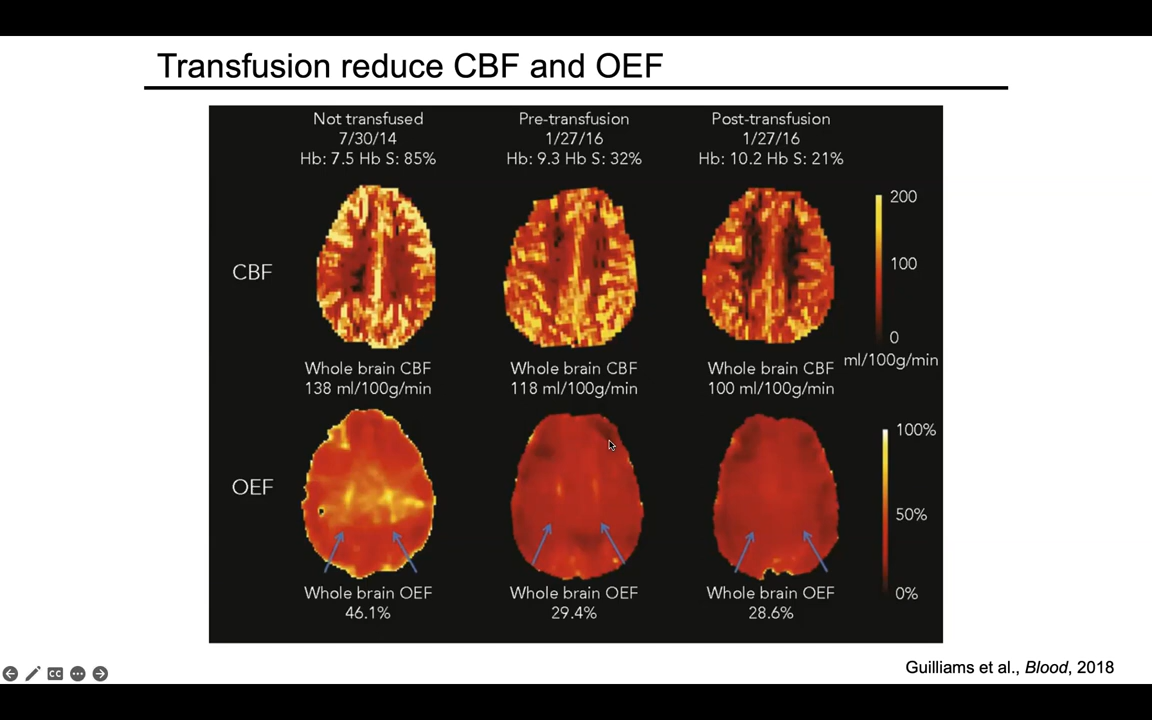 Transfusion reduce CBF and OEF
Not transfused
7/30/14
Hb: 7.5 Hb S: 85%
Pre-transfusion
1/27/16
Hb: 9.3 Hb S: 32%
Post-transfusion
1/27/16
Hb: 10.2 Hb S: 21%
CBF
200
100
0
ml/100g/min
Whole brain CBF
138 ml/100g/min
Whole brain CBF
118 ml/100g/min
Whole brain CBF
100 ml/100g/min
OEF
100%
50%
0%
Whole brain OEF
46.1%
Whole brain OEF
29.4%
Whole brain OEF
28.6%
Guilliams et al., Blood, 2018
CC